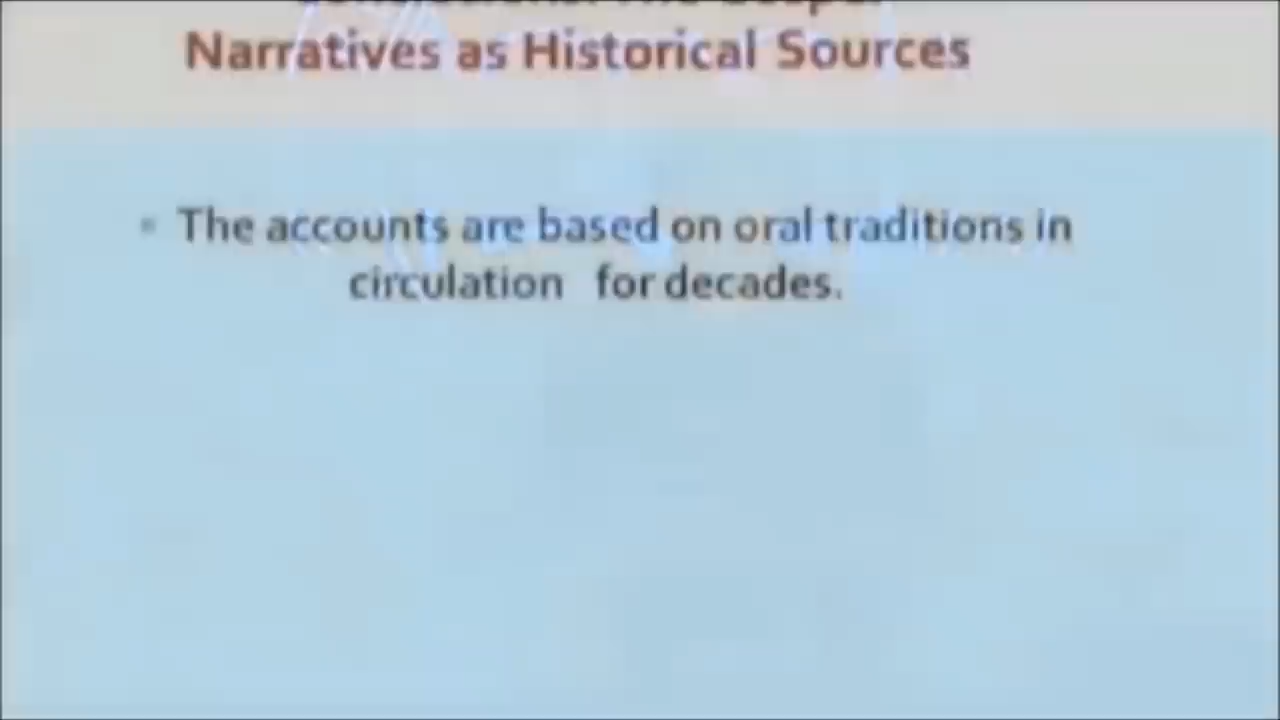 Narratives as Historical Sources
The accounts are based on oral traditions in
circulation for decades.